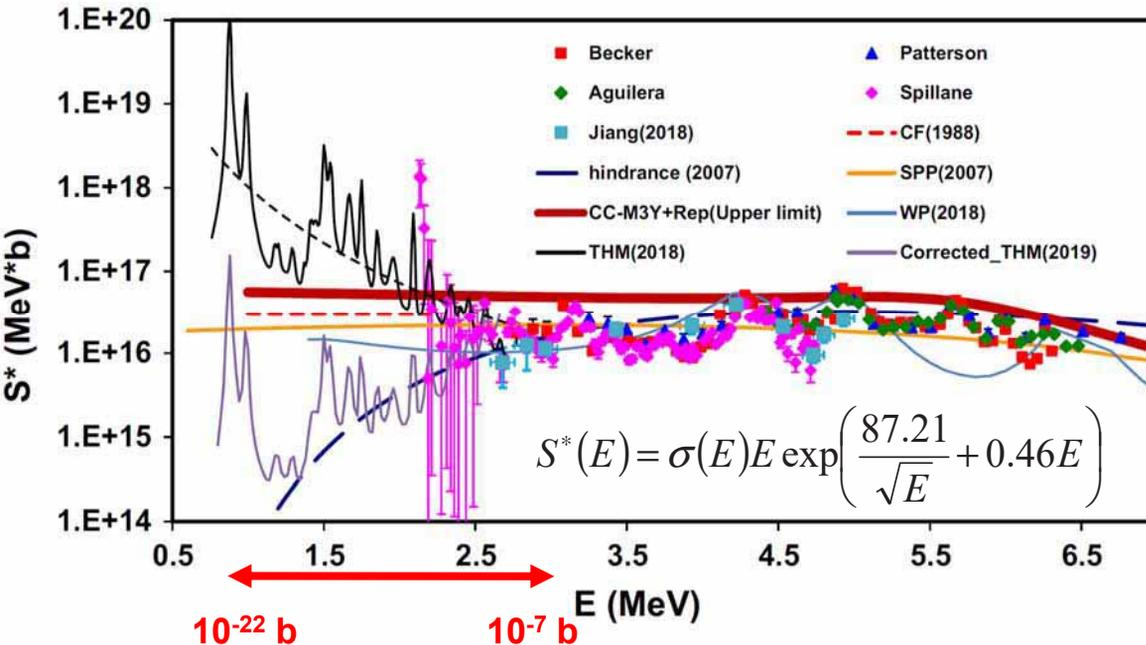 1.E+20
1.E+19
1.E+18
1.E+17
1.E+16
1.E+15
1.E+14
S* (MeV*b)
Becker
Patterson
Aguilera
Spillane
Jiang(2018)
CF(1988)
hindrance (2007)
SPP(2007)
CC-M3Y+Rep(Upper limit)
WP(2018)
THM(2018)
Corrected_THM(2019)
S*(E) = σ(E)E exp(87.21/√E + 0.46E)
0.5 1.5 2.5 3.5 4.5 5.5 6.5
E (MeV)
10⁻²² b 10⁻⁷ b